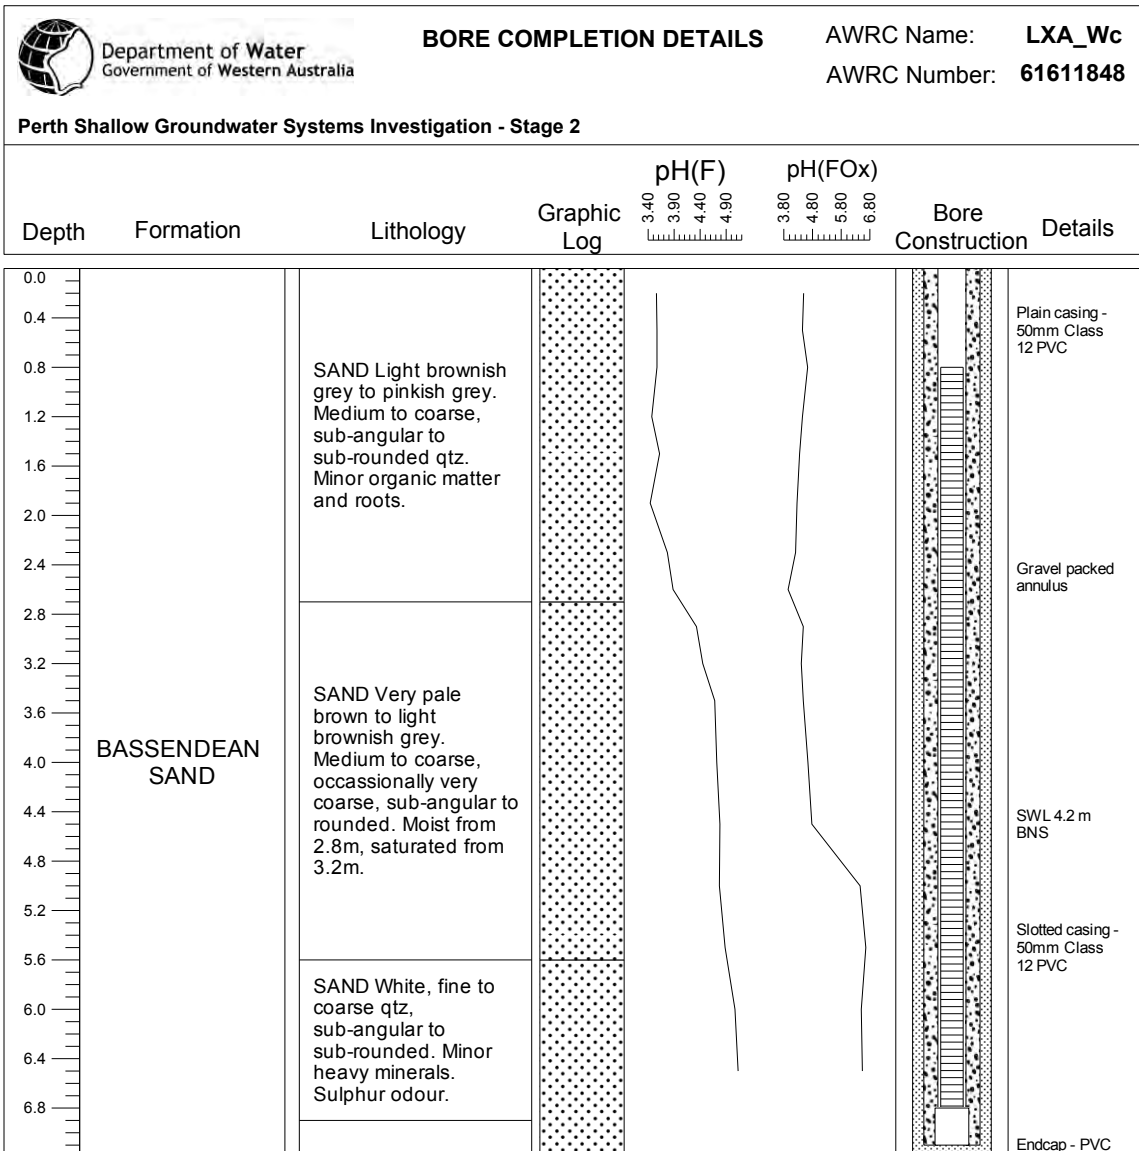 Department of Water
Government of Western Australia
BORE COMPLETION DETAILS
AWRC Name: LXA_Wc
AWRC Number: 61611848
Perth Shallow Groundwater Systems Investigation - Stage 2
Depth
Formation
Lithology
Graphic
Log
pH(F)
3.40
3.90
4.40
4.90
pH(FOx)
3.80
4.80
5.80
6.80
Bore
Construction
Details
0.0
0.4
0.8
1.2
1.6
2.0
2.4
2.8
3.2
3.6
4.0
4.4
4.8
5.2
5.6
6.0
6.4
6.8
BASSENDEAN
SAND
SAND Light brownish
grey to pinkish grey.
Medium to coarse,
sub-angular to
sub-rounded qtz.
Minor organic matter
and roots.
SAND Very pale
brown to light
brownish grey.
Medium to coarse,
occassionally very
coarse, sub-angular to
rounded. Moist from
2.8m, saturated from
3.2m.
SAND White, fine to
coarse qtz,
sub-angular to
sub-rounded. Minor
heavy minerals.
Sulphur odour.
Plain casing -
50mm Class
12 PVC
Gravel packed
annulus
SWL 4.2 m
BNS
Slotted casing -
50mm Class
12 PVC
Endcap - PVC